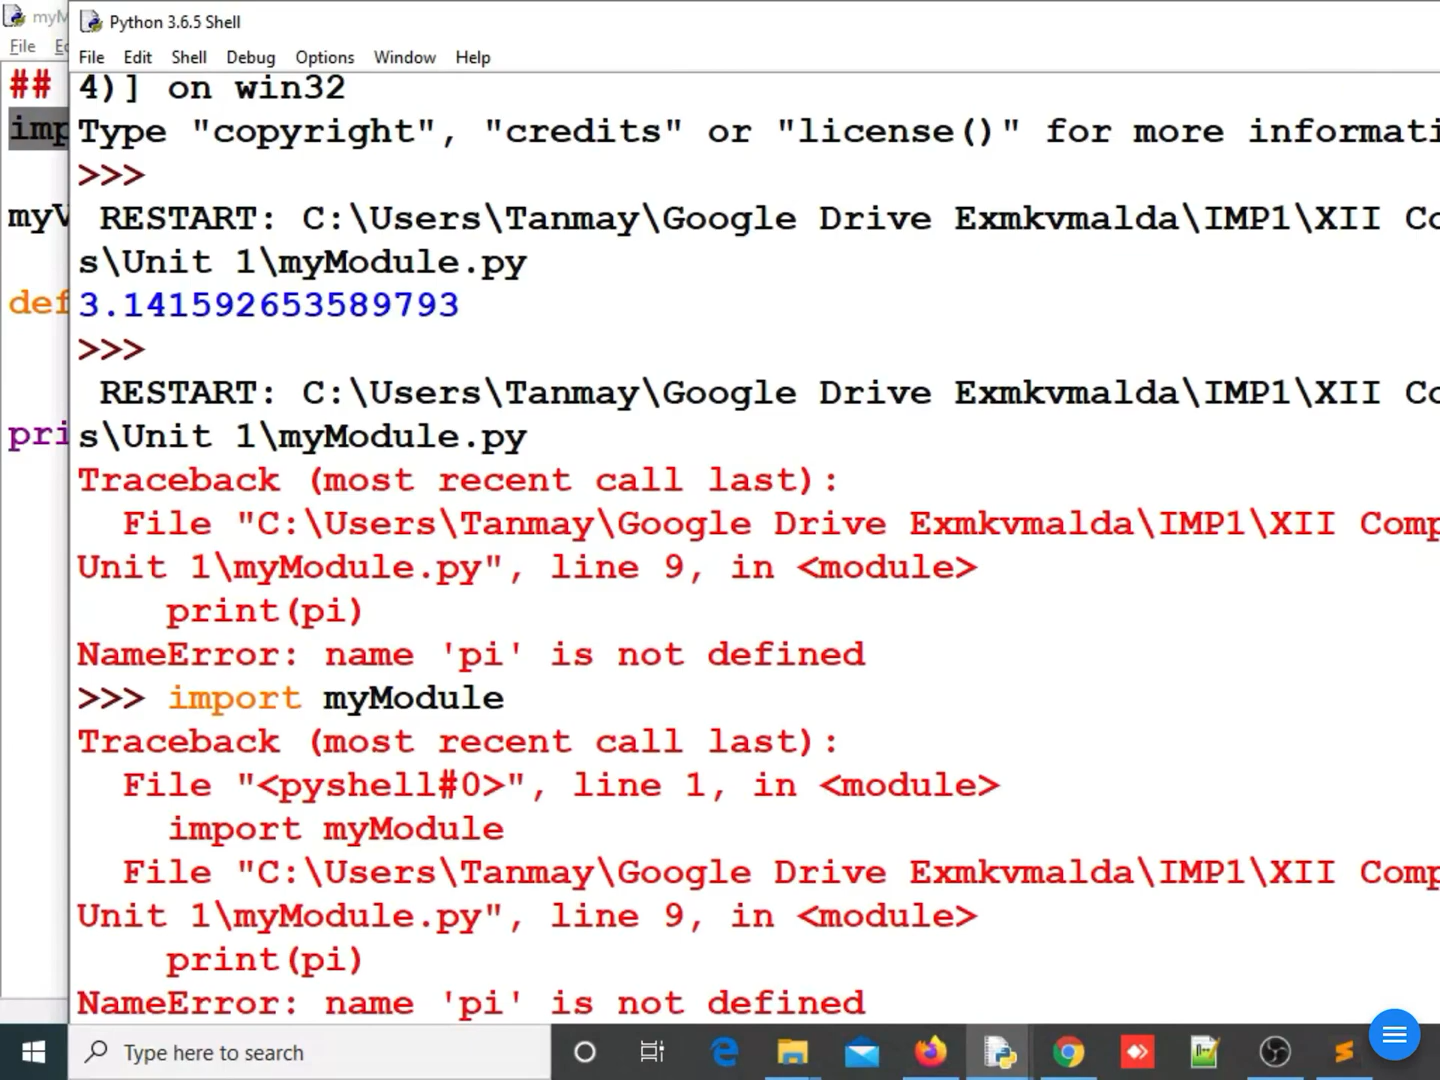 myM
Python 3.6.5 Shell
File Ed
File Edit Shell Debug Options Window Help
##
4)] on win32
imp
Type "copyright", "credits" or "license()" for more informati
>>>
myV
RESTART: C:\Users\Tanmay\Google Drive Exmkvmalda\IMP1\XII Co
s\Unit 1\myModule.py
def
3.141592653589793
>>>
RESTART: C:\Users\Tanmay\Google Drive Exmkvmalda\IMP1\XII Co
pri
s\Unit 1\myModule.py
Traceback (most recent call last):
File "C:\Users\Tanmay\Google Drive Exmkvmalda\IMP1\XII Comp
Unit 1\myModule.py", line 9, in <module>
print(pi)
NameError: name 'pi' is not defined
>>> import myModule
Traceback (most recent call last):
File "<pyshell#0>", line 1, in <module>
import myModule
File "C:\Users\Tanmay\Google Drive Exmkvmalda\IMP1\XII Comp
Unit 1\myModule.py", line 9, in <module>
print(pi)
NameError: name 'pi' is not defined
Type here to search